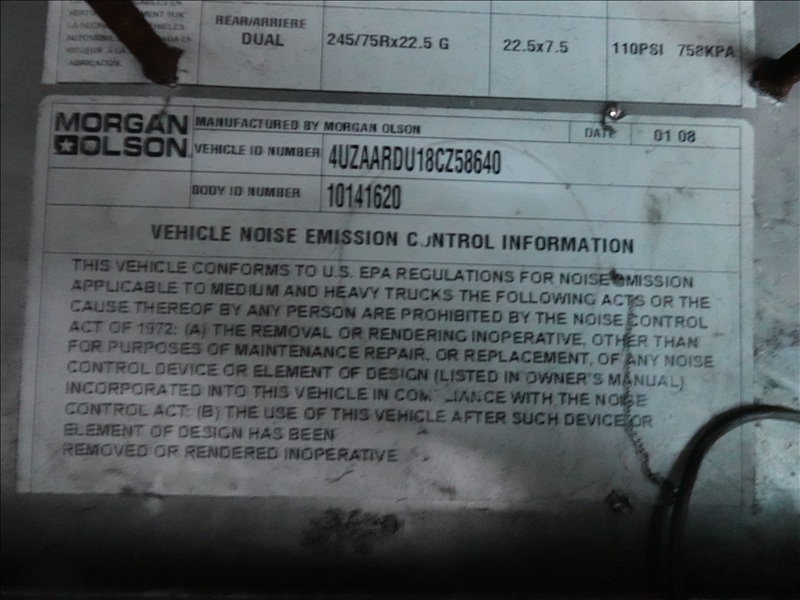 REAR/ARRIERE
DUAL
245/75Rx22.5 G
22.5x7.5
110PSI 758KPA
MORGAN OLSON
MANUFACTURED BY MORGAN OLSON
DATE 01 08
VEHICLE ID NUMBER 4UZAARDU18CZ58640
BODY ID NUMBER 10141620
VEHICLE NOISE EMISSION CONTROL INFORMATION
THIS VEHICLE CONFORMS TO U.S. EPA REGULATIONS FOR NOISE EMISSION
APPLICABLE TO MEDIUM AND HEAVY TRUCKS THE FOLLOWING ACTS OR THE
CAUSE THEREOF BY ANY PERSON ARE PROHIBITED BY THE NOISE CONTROL
ACT OF 1972: (A) THE REMOVAL OR RENDERING INOPERATIVE, OTHER THAN
FOR PURPOSES OF MAINTENANCE REPAIR, OR REPLACEMENT, OF ANY NOISE
CONTROL DEVICE OR ELEMENT OF DESIGN (LISTED IN OWNER'S MANUAL)
INCORPORATED INTO THIS VEHICLE IN COMPLIANCE WITH THE NOISE
CONTROL ACT: (B) THE USE OF THIS VEHICLE AFTER SUCH DEVICE OR
ELEMENT OF DESIGN HAS BEEN
REMOVED OR RENDERED INOPERATIVE